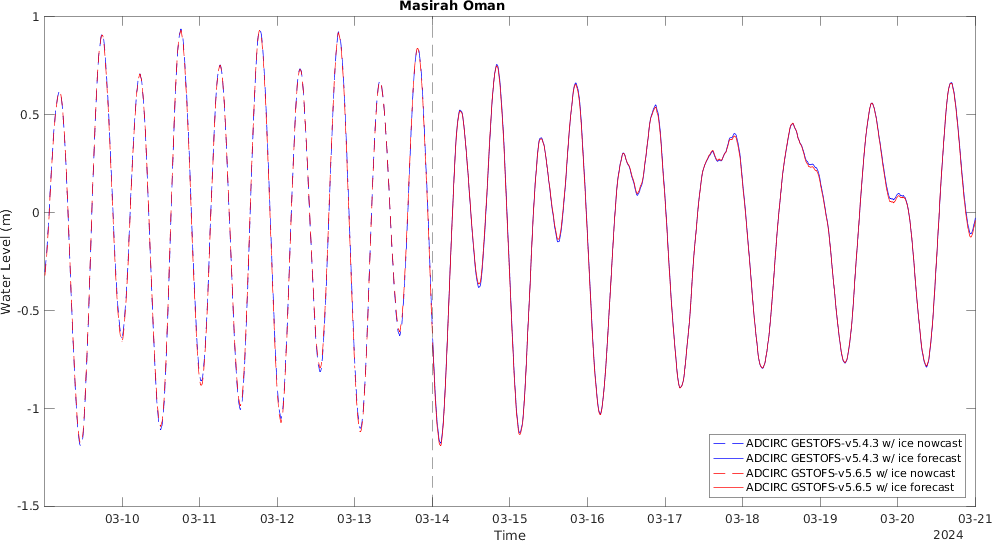 Masirah Oman
Water Level (m)
1
0.5
0
-0.5
-1
-1.5
ADCIRC GESTOFS-v5.4.3 w/ ice nowcast
ADCIRC GESTOFS-v5.4.3 w/ ice forecast
ADCIRC GSTOFS-v5.6.5 w/ ice nowcast
ADCIRC GSTOFS-v5.6.5 w/ ice forecast
03-10 03-11 03-12 03-13 03-14 03-15 03-16 03-17 03-18 03-19 03-20 03-21
Time
2024